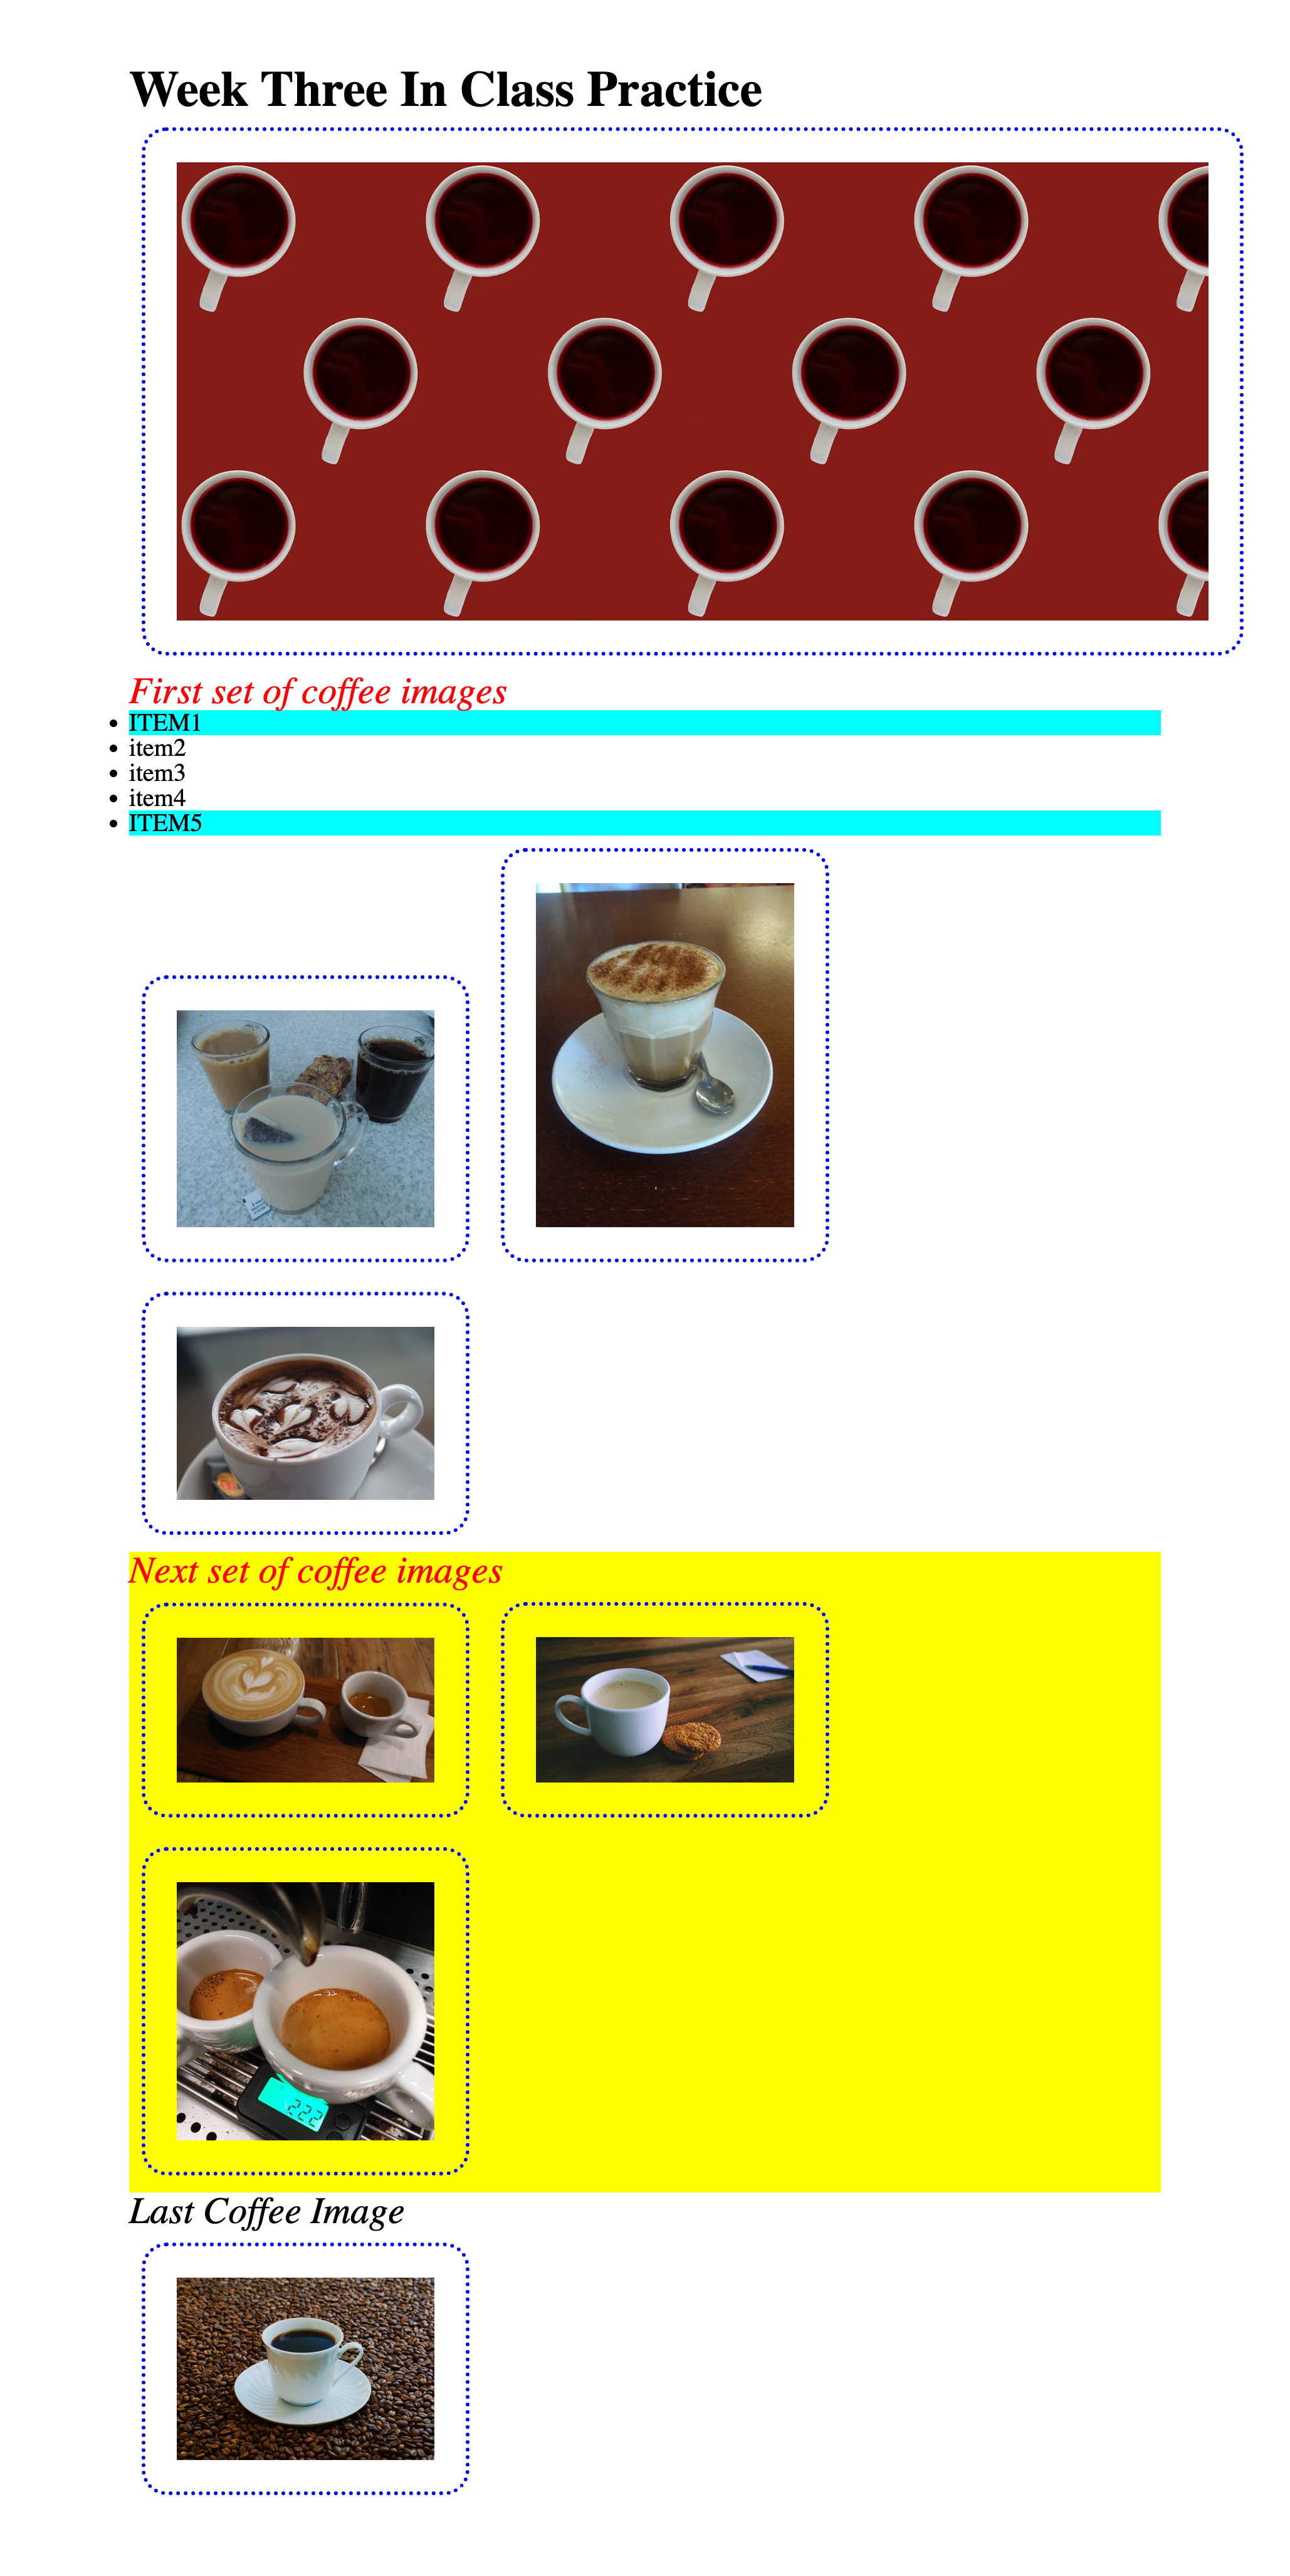 Week Three In Class Practice
First set of coffee images
ITEM1
item2
item3
item4
ITEM5
Next set of coffee images
222
Last Coffee Image